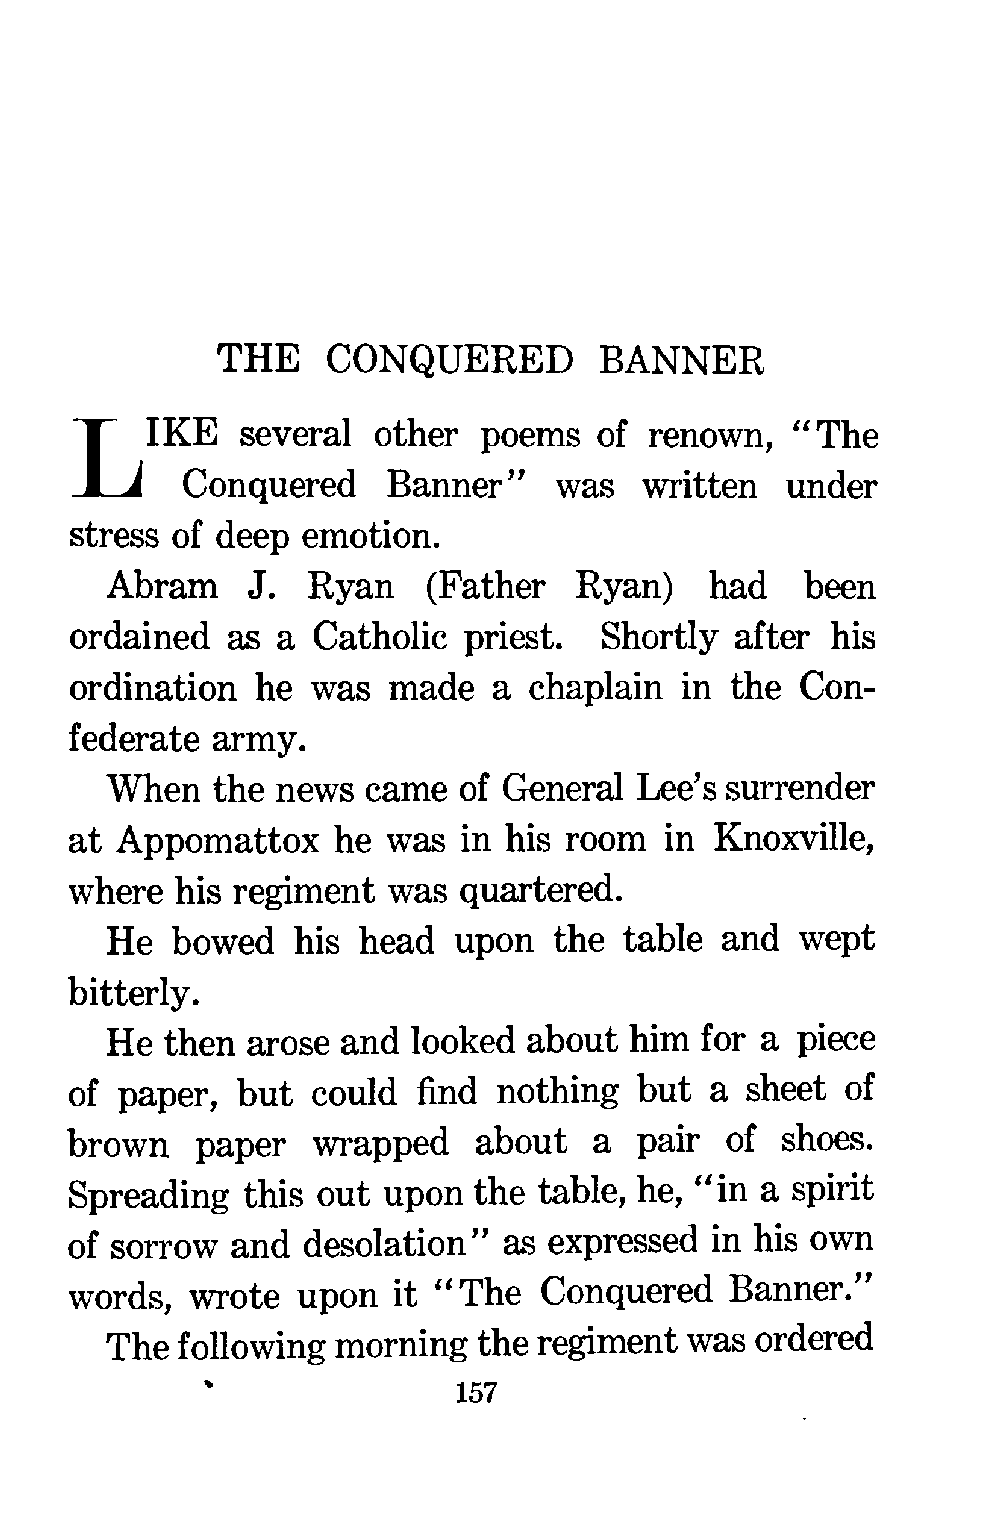 THE CONQUERED BANNER
LIKE several other poems of renown, "The
Conquered Banner" was written under
stress of deep emotion.
Abram J. Ryan (Father Ryan) had been
ordained as a Catholic priest. Shortly after his
ordination he was made a chaplain in the Con-
federate army.
When the news came of General Lee's surrender
at Appomattox he was in his room in Knoxville,
where his regiment was quartered.
He bowed his head upon the table and wept
bitterly.
He then arose and looked about him for a piece
of paper, but could find nothing but a sheet of
brown paper wrapped about a pair of shoes.
Spreading this out upon the table, he, "in a spirit
of sorrow and desolation" as expressed in his own
words, wrote upon it "The Conquered Banner."
The following morning the regiment was ordered
157